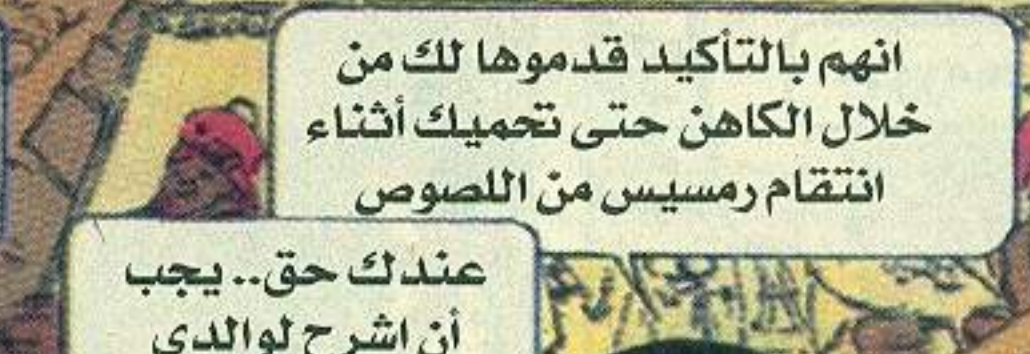 انهم بالتأكيد قدموها لك من
خلال الكاهن حتى تحميك أثناء
انتقام رمسيس من اللصوص
عندك حق.. يجب
أن اشرح لوالدى